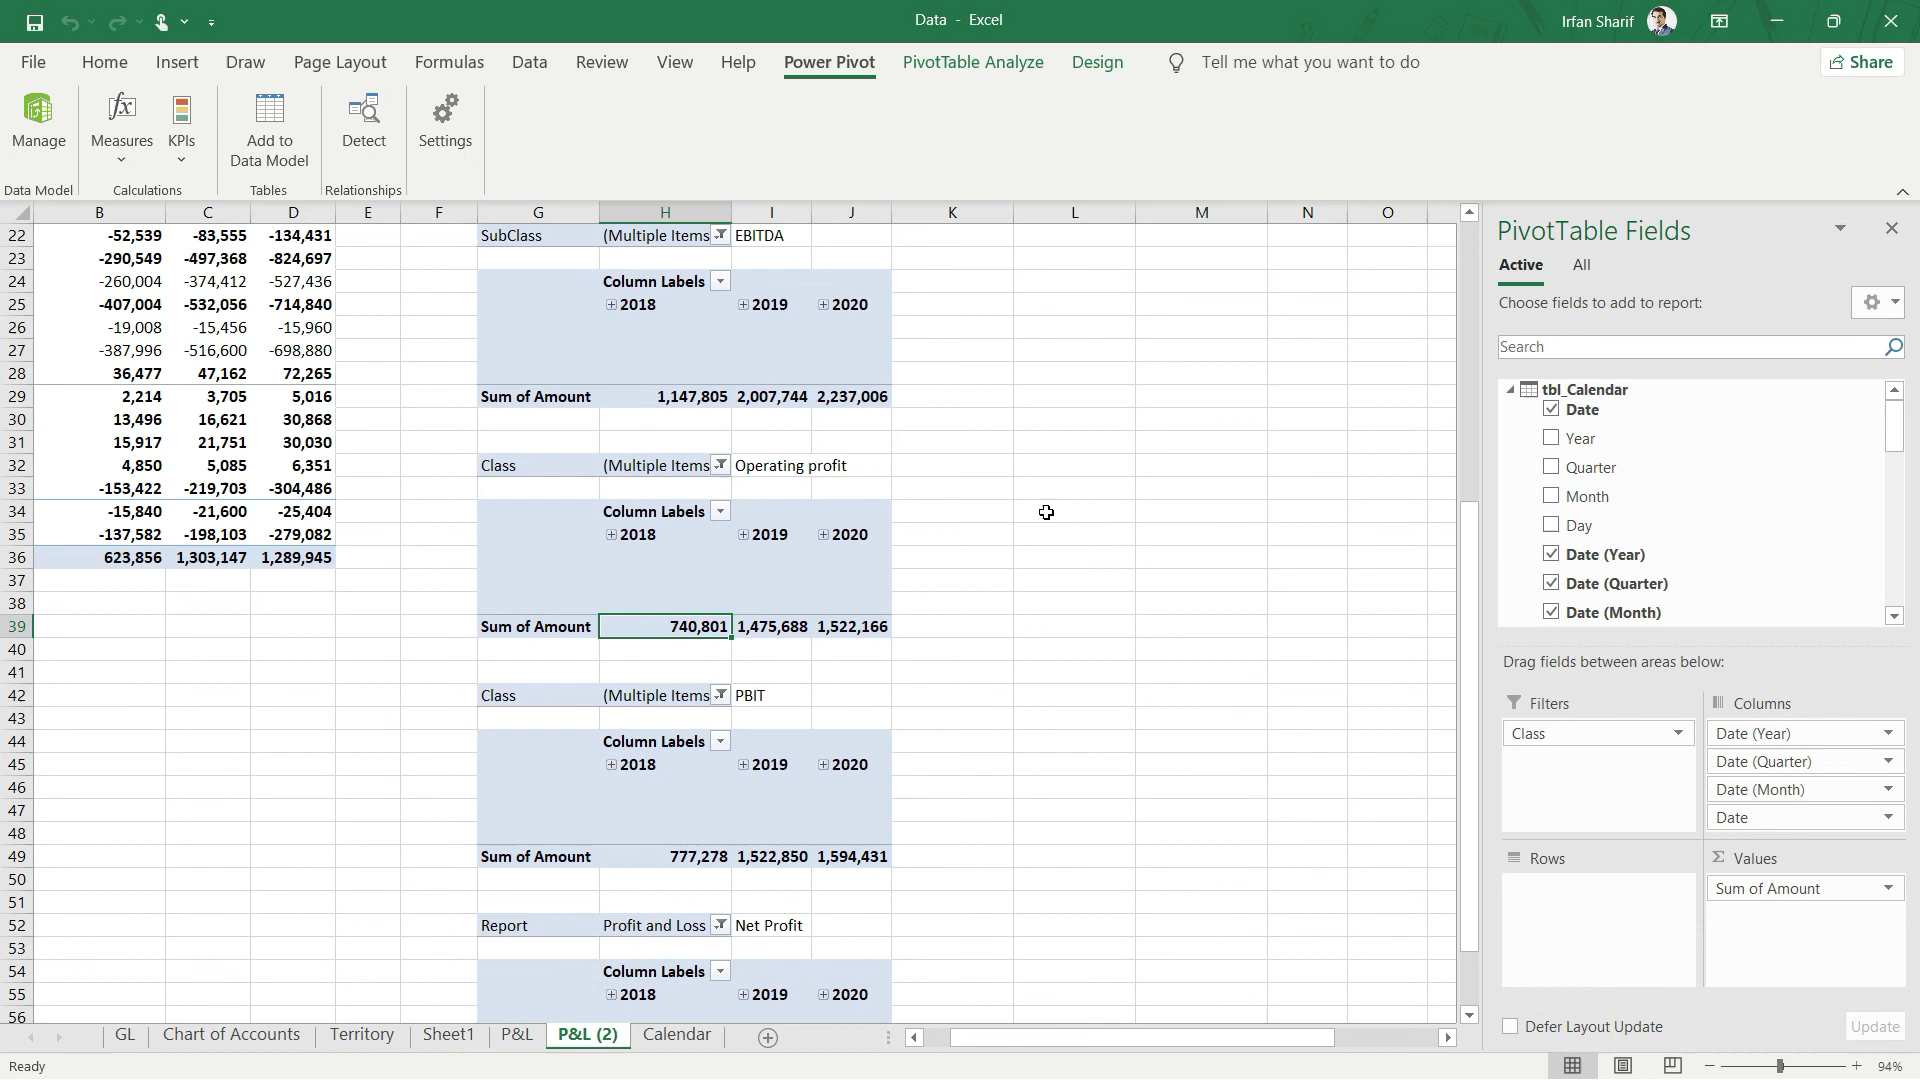 Data - Excel
Irfan Sharif
File Home Insert Draw Page Layout Formulas Data Review View Help Power Pivot PivotTable Analyze Design Tell me what you want to do Share
Manage Measures KPIs Add to Data Model Detect Settings
Data Model Calculations Tables Relationships
B C D E F G H I J K L M N O
22 -52,539 -83,555 -134,431 SubClass (Multiple Items EBITDA
23 -290,549 -497,368 -824,697
24 -260,004 -374,412 -527,436 Column Labels
25 -407,004 -532,056 -714,840 2018 2019 2020
26 -19,008 -15,456 -15,960
27 -387,996 -516,600 -698,880
28 36,477 47,162 72,265
29 2,214 3,705 5,016 Sum of Amount 1,147,805 2,007,744 2,237,006
30 13,496 16,621 30,868
31 15,917 21,751 30,030
32 4,850 5,085 6,351 Class (Multiple Items Operating profit
33 -153,422 -219,703 -304,486
34 -15,840 -21,600 -25,404 Column Labels
35 -137,582 -198,103 -279,082 2018 2019 2020
36 623,856 1,303,147 1,289,945
37
38
39 Sum of Amount 740,801 1,475,688 1,522,166
40
41
42 Class (Multiple Items PBIT
43
44 Column Labels
45 2018 2019 2020
46
47
48
49 Sum of Amount 777,278 1,522,850 1,594,431
50
51
52 Report Profit and Loss Net Profit
53
54 Column Labels
55 2018 2019 2020
56
GL Chart of Accounts Territory Sheet1 P&L P&L (2) Calendar
Ready
94%
PivotTable Fields
Active All
Choose fields to add to report:
Search
tbl_Calendar
Date
Year
Quarter
Month
Day
Date (Year)
Date (Quarter)
Date (Month)
Drag fields between areas below:
Filters
Class
Columns
Date (Year)
Date (Quarter)
Date (Month)
Date
Rows
Values
Sum of Amount
Defer Layout Update
Update